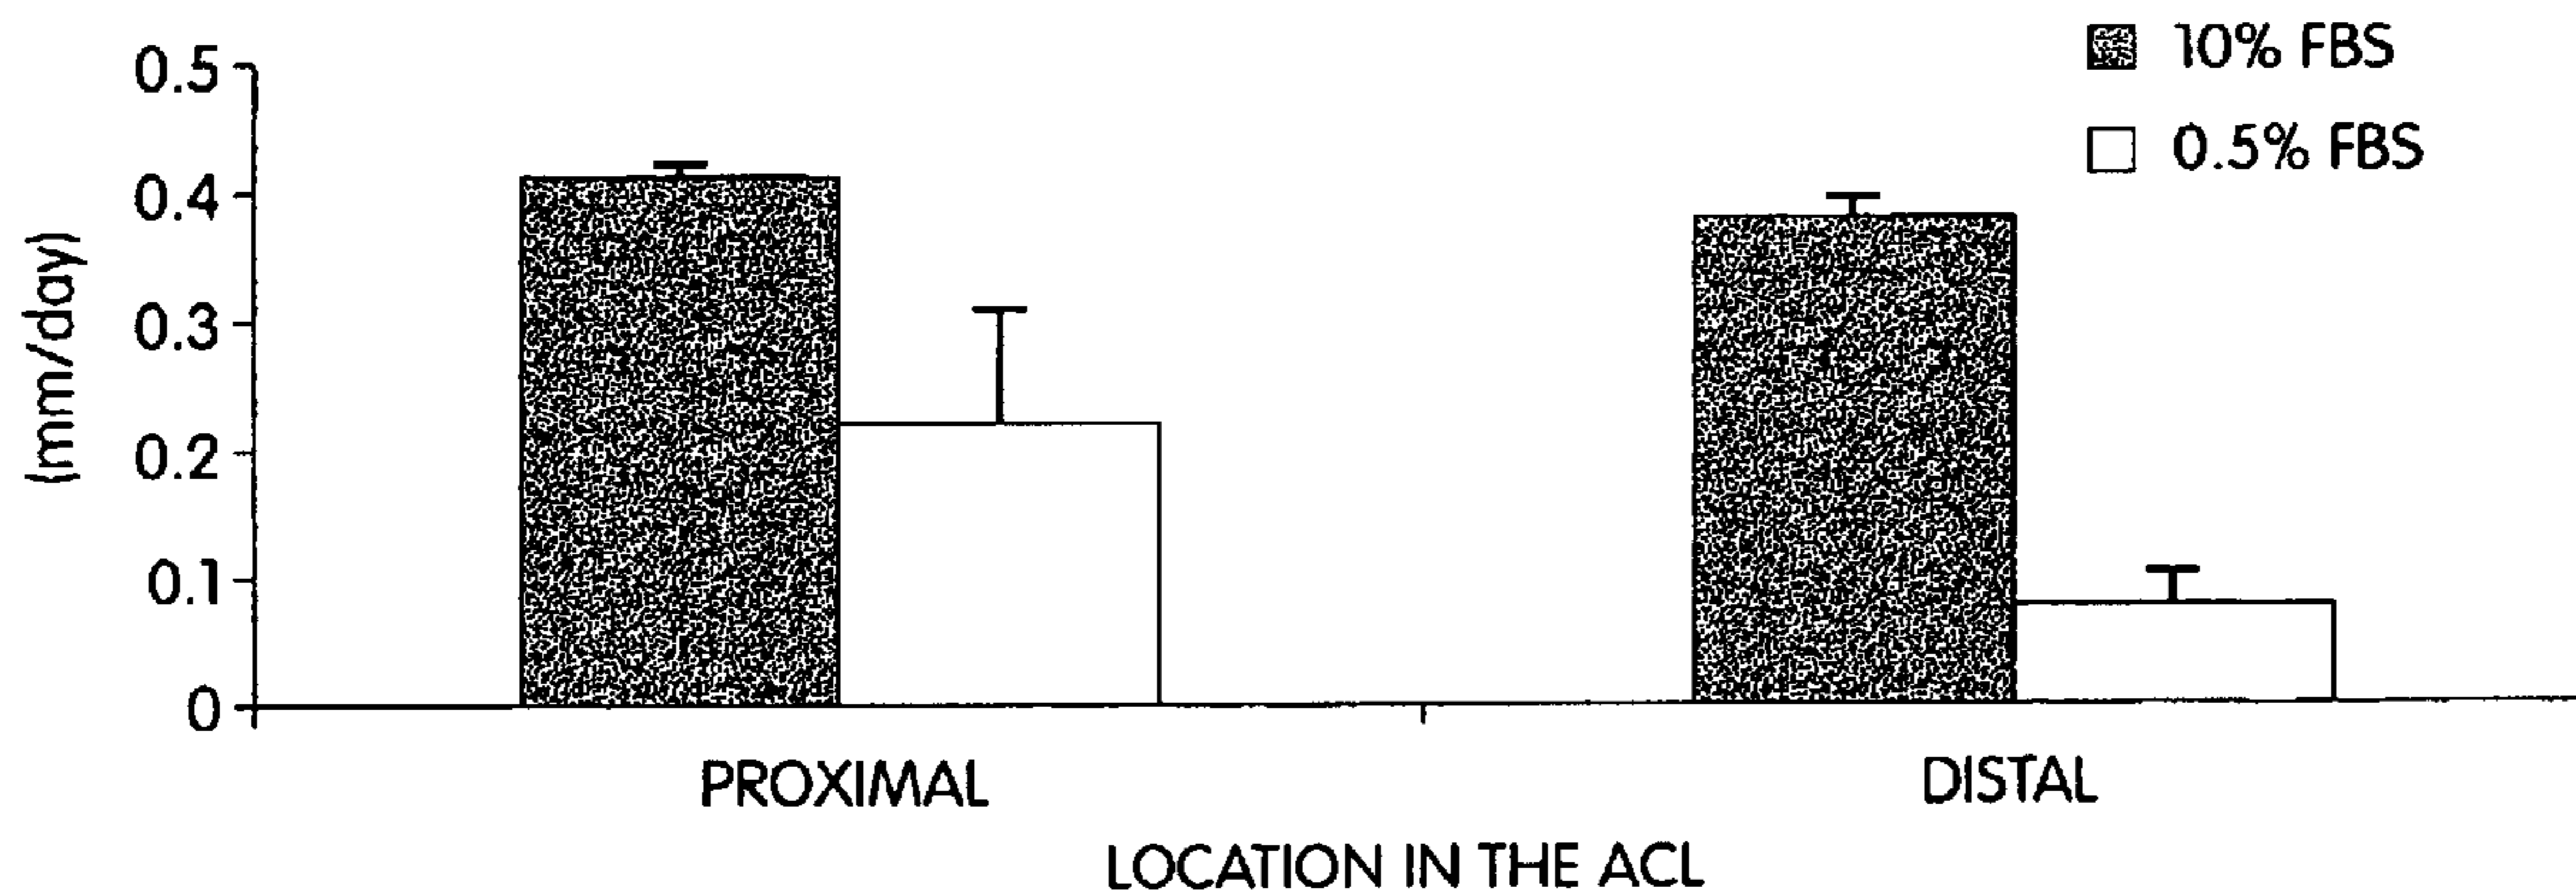 10% FBS
0.5% FBS
(mm/day)
0.5
0.4
0.3
0.2
0.1
0
PROXIMAL
DISTAL
LOCATION IN THE ACL